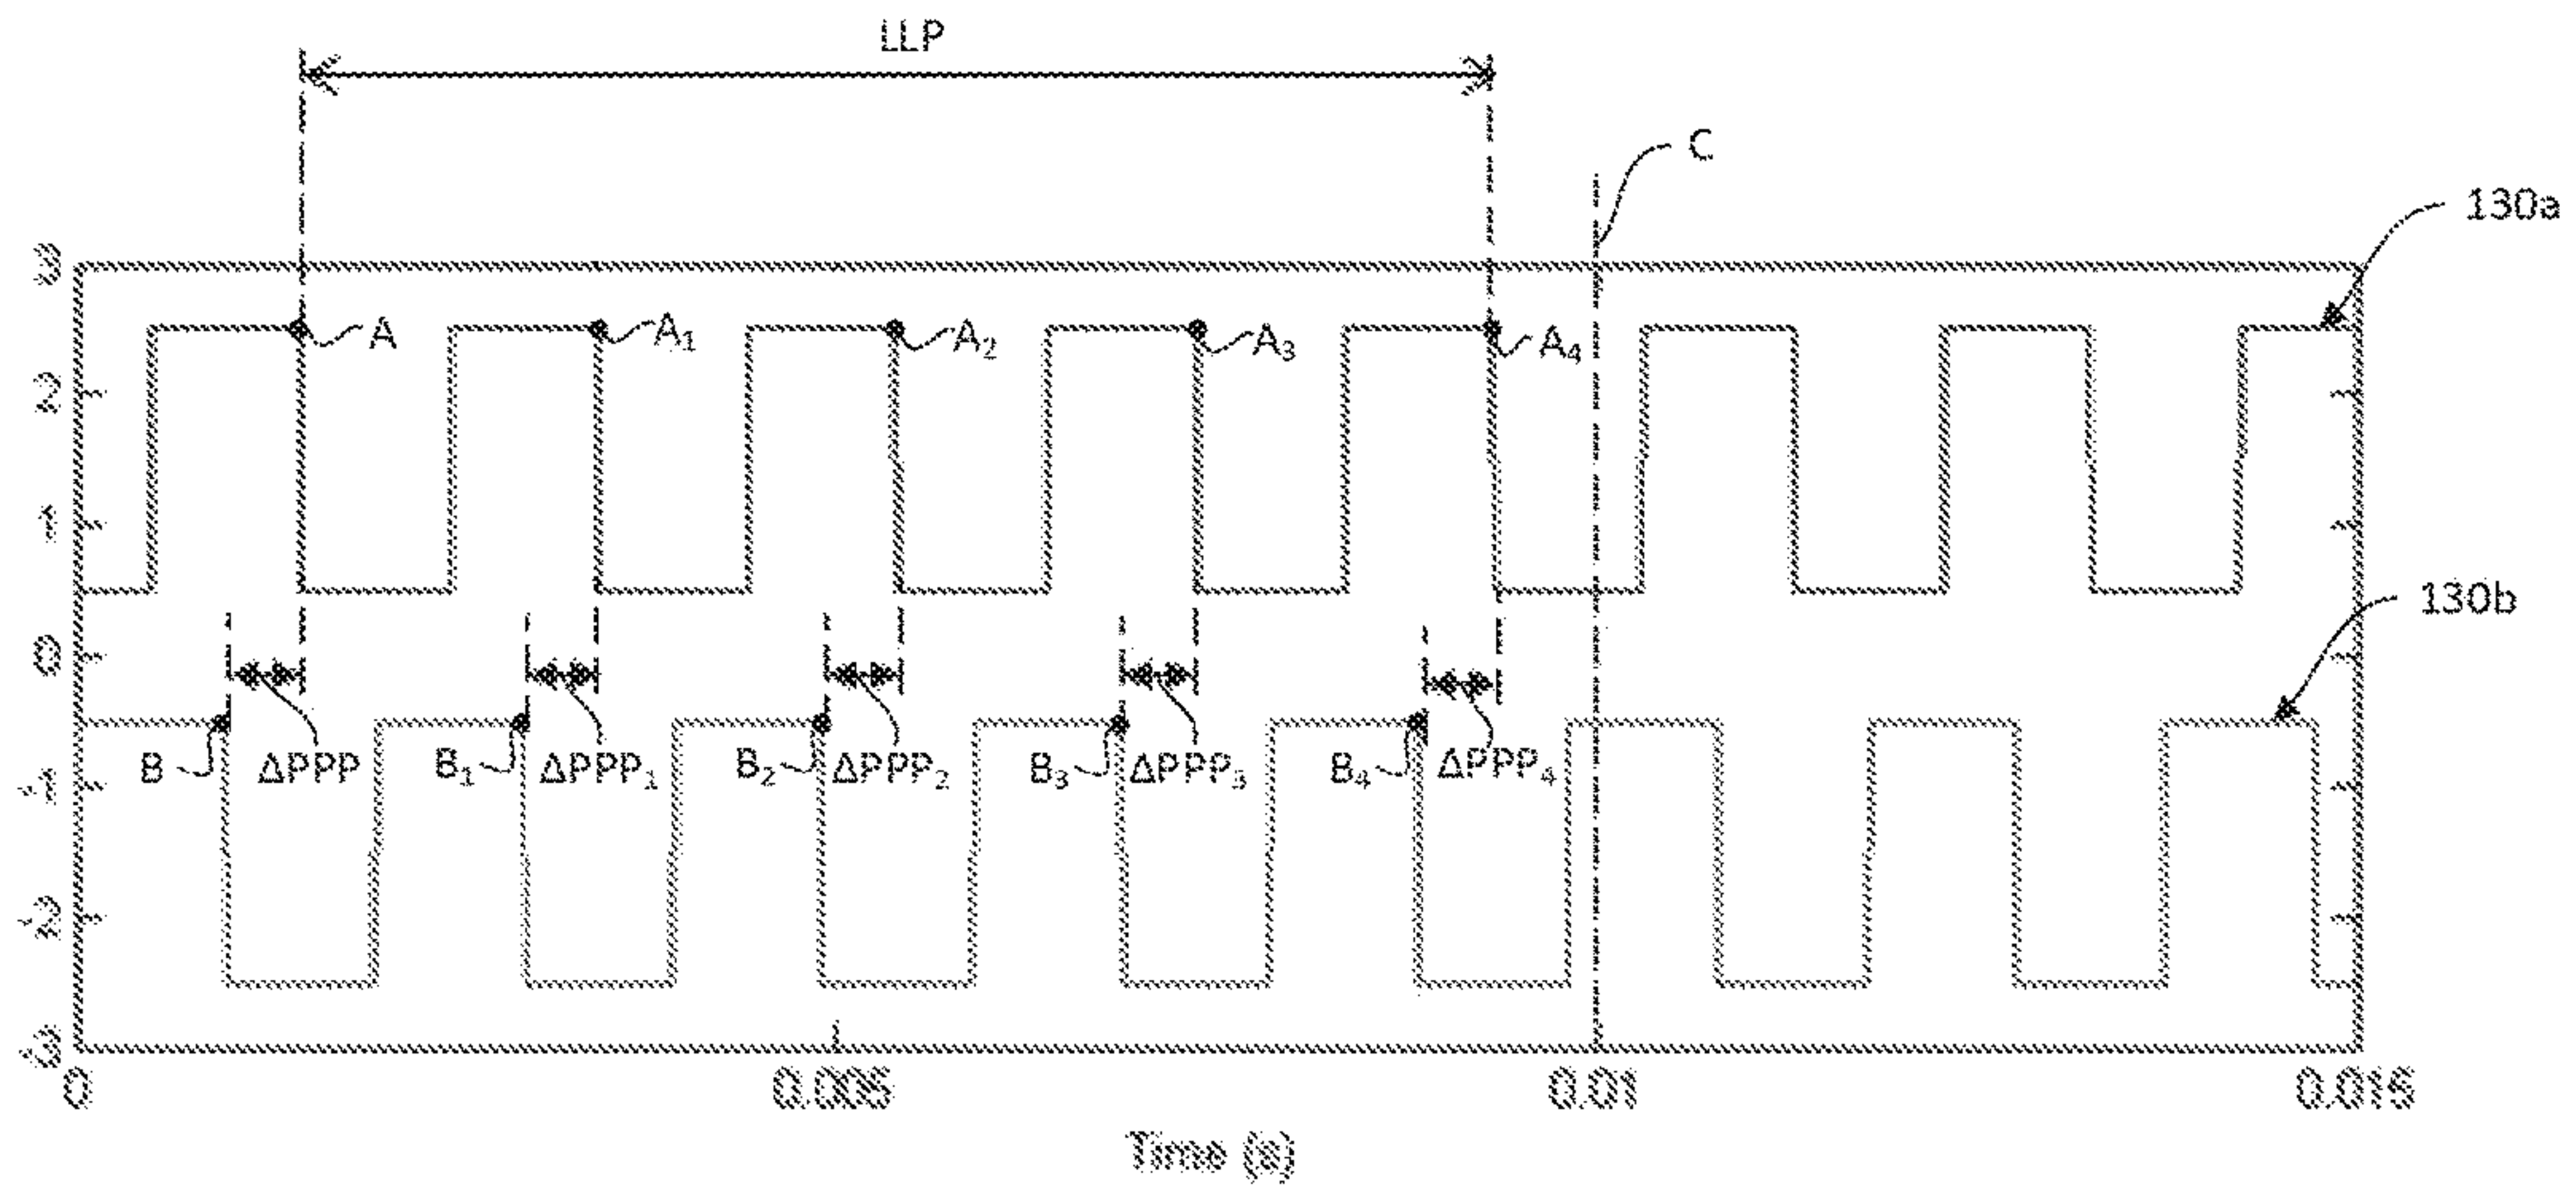 LLP
C
130a
3
A
A₁
A₂
A₃
A₄
2
1
130b
0
B
ΔPPP
B₁
ΔPPP₁
B₂
ΔPPP₂
B₃
ΔPPP₃
B₄
ΔPPP₄
-1
-2
-3
0
0.005
0.01
0.015
Time (s)